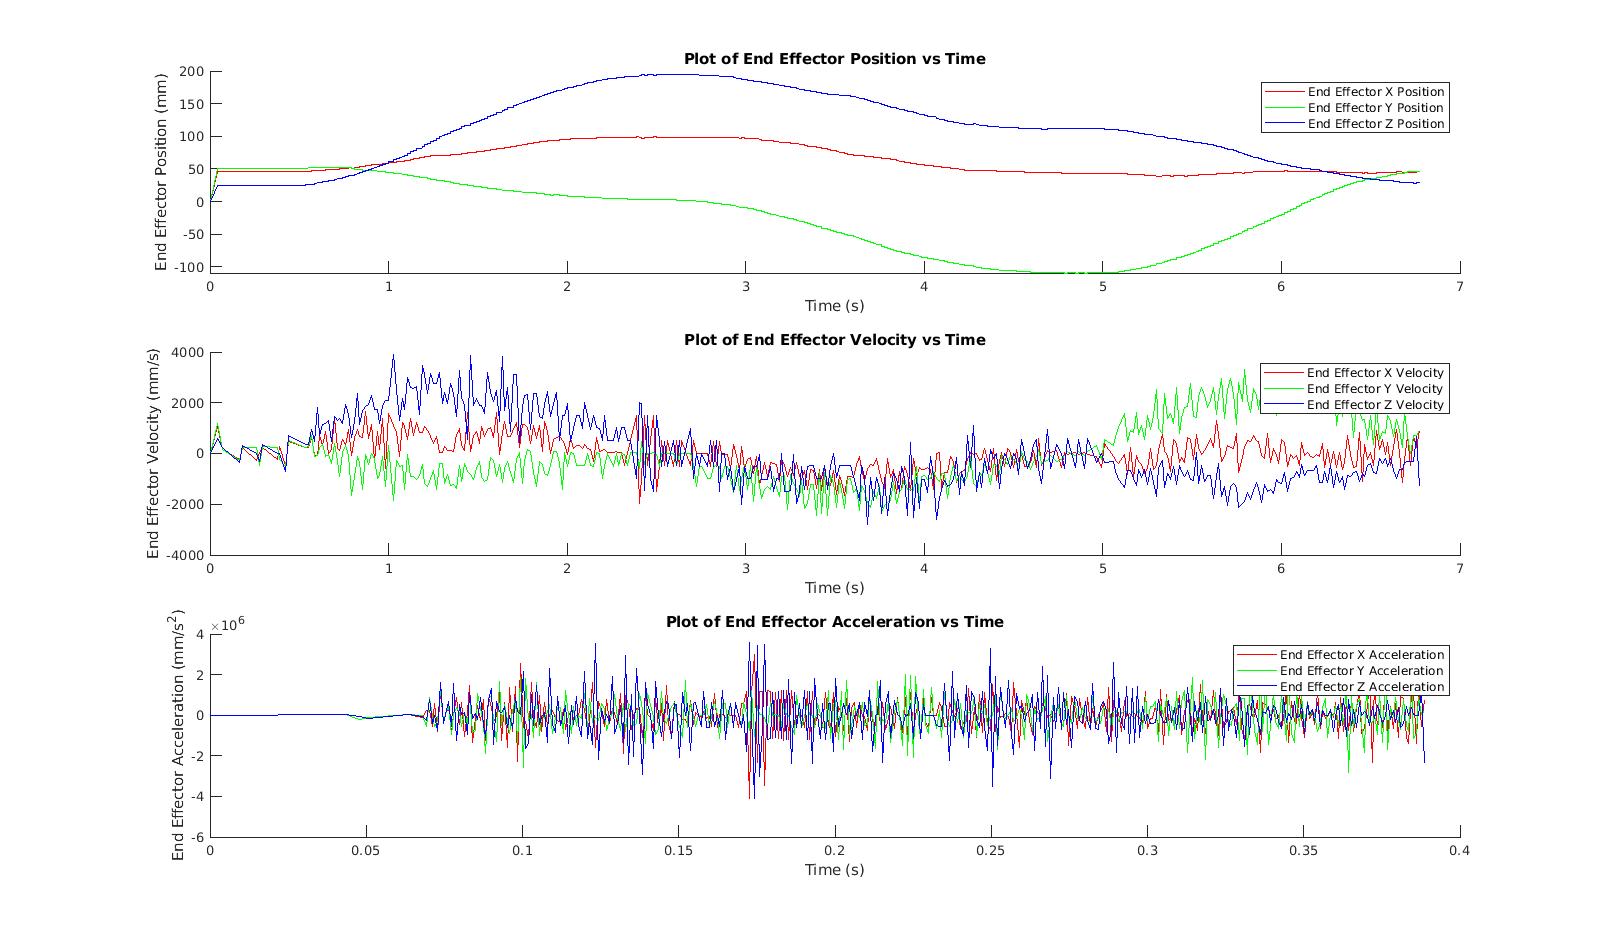 Plot of End Effector Position vs Time
End Effector Position (mm)
200
150
100
50
0
-50
-100
End Effector X Position
End Effector Y Position
End Effector Z Position
0 1 2 3 4 5 6 7
Time (s)
Plot of End Effector Velocity vs Time
End Effector Velocity (mm/s)
4000
2000
0
-2000
-4000
End Effector X Velocity
End Effector Y Velocity
End Effector Z Velocity
0 1 2 3 4 5 6 7
Time (s)
Plot of End Effector Acceleration vs Time
End Effector Acceleration (mm/s²)
×10⁶
4
2
0
-2
-4
-6
End Effector X Acceleration
End Effector Y Acceleration
End Effector Z Acceleration
0 0.05 0.1 0.15 0.2 0.25 0.3 0.35 0.4
Time (s)